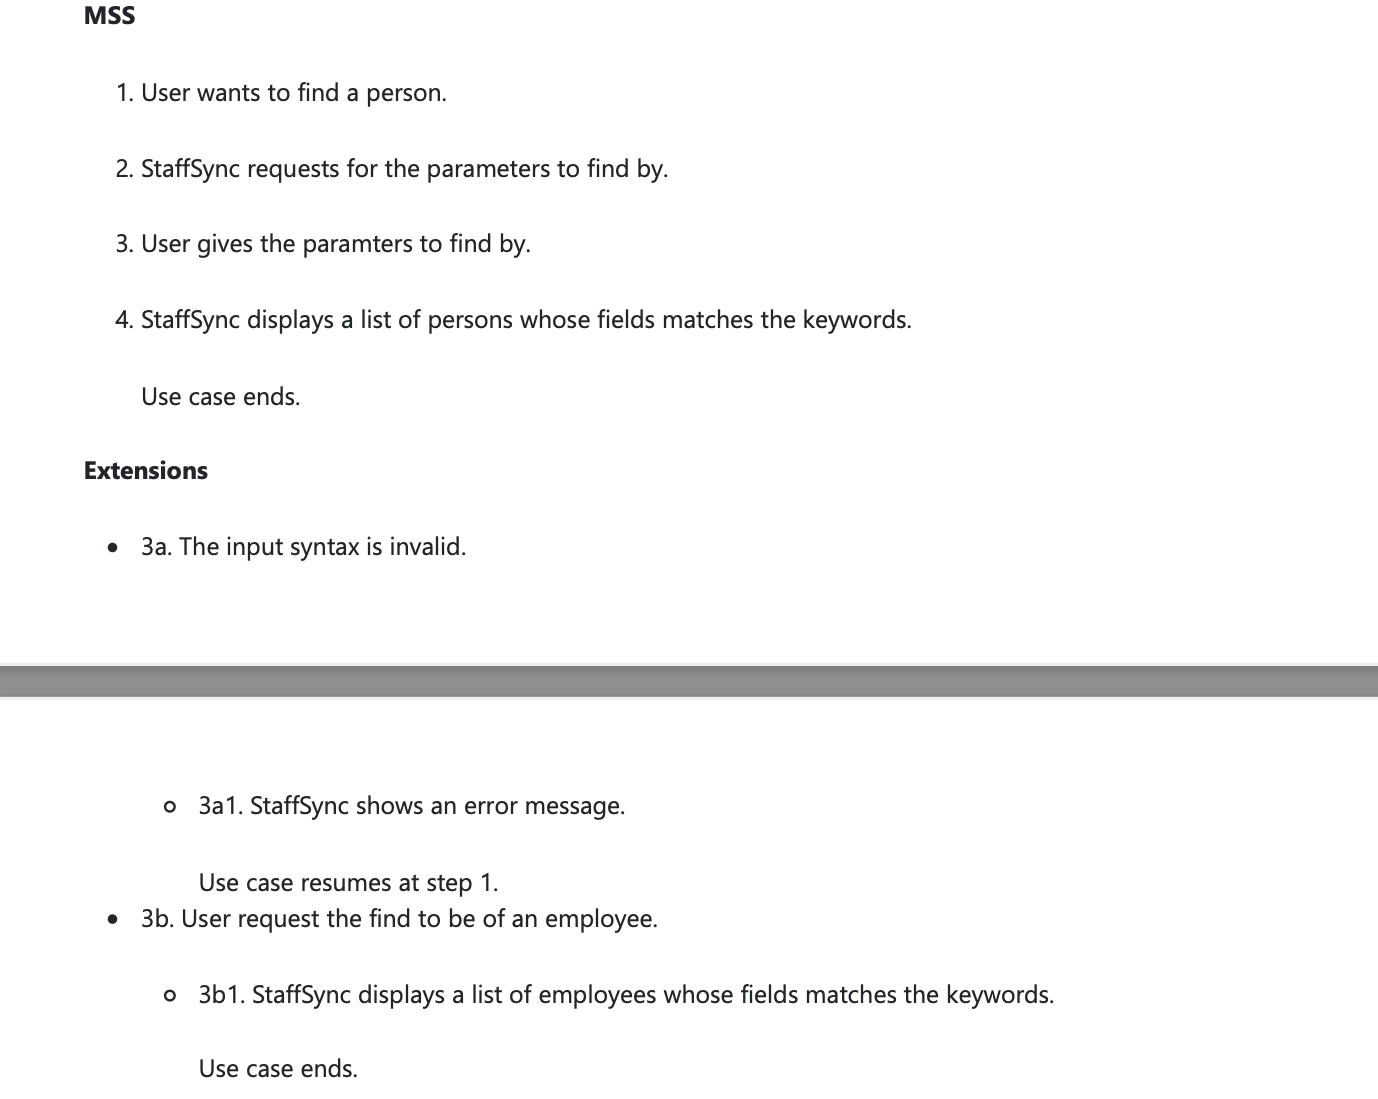 MSS
1. User wants to find a person.
2. StaffSync requests for the parameters to find by.
3. User gives the paramters to find by.
4. StaffSync displays a list of persons whose fields matches the keywords.
Use case ends.
Extensions
• 3a. The input syntax is invalid.
○ 3a1. StaffSync shows an error message.
Use case resumes at step 1.
• 3b. User request the find to be of an employee.
○ 3b1. StaffSync displays a list of employees whose fields matches the keywords.
Use case ends.